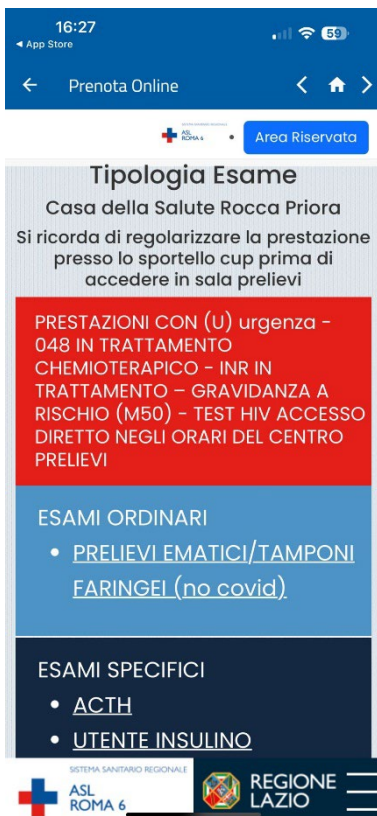 16:27
59
◄ App Store
Prenota Online
ASL
ROMA 6
Area Riservata
Tipologia Esame
Casa della Salute Rocca Priora
Si ricorda di regolarizzare la prestazione
presso lo sportello cup prima di
accedere in sala prelievi
PRESTAZIONI CON (U) urgenza -
048 IN TRATTAMENTO
CHEMIOTERAPICO - INR IN
TRATTAMENTO – GRAVIDANZA A
RISCHIO (M50) - TEST HIV ACCESSO
DIRETTO NEGLI ORARI DEL CENTRO
PRELIEVI
ESAMI ORDINARI
• PRELIEVI EMATICI/TAMPONI
FARINGEI (no covid)
ESAMI SPECIFICI
• ACTH
• UTENTE INSULINO
SISTEMA SANITARIO REGIONALE
ASL
ROMA 6
REGIONE
LAZIO